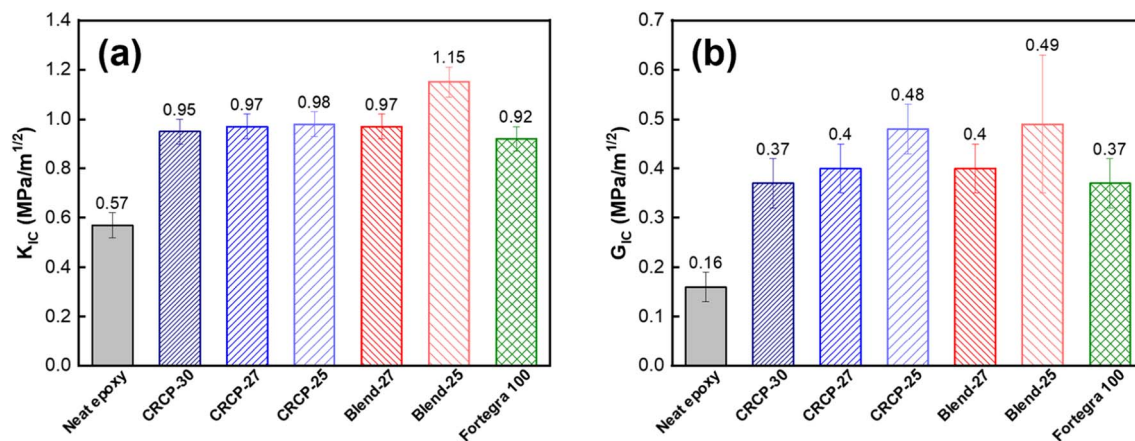 (a)
K_IC (MPa/m^1/2)
1.4
1.2
1.0
0.8
0.6
0.4
0.2
0.0
0.57
0.95
0.97
0.98
0.97
1.15
0.92
Neat epoxy
CRCP-30
CRCP-27
CRCP-25
Blend-27
Blend-25
Fortegra 100
(b)
G_IC (MPa/m^1/2)
0.7
0.6
0.5
0.4
0.3
0.2
0.1
0.0
0.16
0.37
0.4
0.48
0.4
0.49
0.37
Neat epoxy
CRCP-30
CRCP-27
CRCP-25
Blend-27
Blend-25
Fortegra 100